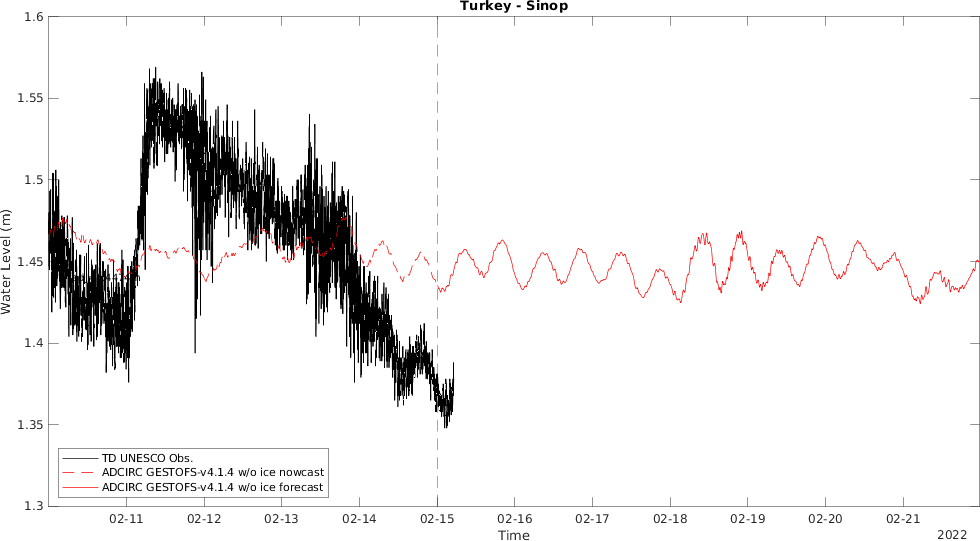 Turkey - Sinop
1.6
1.55
1.5
1.45
1.4
1.35
1.3
Water Level (m)
TD UNESCO Obs.
ADCIRC GESTOFS-v4.1.4 w/o ice nowcast
ADCIRC GESTOFS-v4.1.4 w/o ice forecast
02-11 02-12 02-13 02-14 02-15 02-16 02-17 02-18 02-19 02-20 02-21
Time
2022